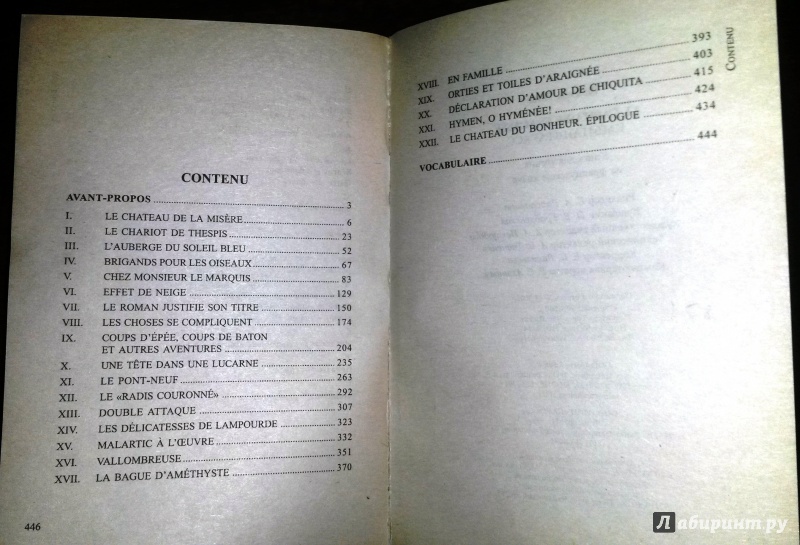 CONTENU
AVANT-PROPOS 3
I. LE CHATEAU DE LA MISÈRE 6
II. LE CHARIOT DE THESPIS 23
III. L'AUBERGE DU SOLEIL BLEU 52
IV. BRIGANDS POUR LES OISEAUX 67
V. CHEZ MONSIEUR LE MARQUIS 83
VI. EFFET DE NEIGE 129
VII. LE ROMAN JUSTIFIE SON TITRE 150
VIII. LES CHOSES SE COMPLIQUENT 174
IX. COUPS D'ÉPÉE, COUPS DE BATON
ET AUTRES AVENTURES 204
X. UNE TÊTE DANS UNE LUCARNE 235
XI. LE PONT-NEUF 263
XII. LE «RADIS COURONNÉ» 292
XIII. DOUBLE ATTAQUE 307
XIV. LES DÉLICATESSES DE LAMPOURDE 323
XV. MALARTIC À L'ŒUVRE 332
XVI. VALLOMBREUSE 351
XVII. LA BAGUE D'AMÉTHYSTE 370
446
XVIII. EN FAMILLE 393
XIX. ORTIES ET TOILES D'ARAIGNÉE 403
XX. DÉCLARATION D'AMOUR DE CHIQUITA 415
XXI. HYMEN, O HYMÉNÉE! 424
XXII. LE CHATEAU DU BONHEUR. ÉPILOGUE 434
VOCABULAIRE 444
CONTENU
Лабиринт.ру